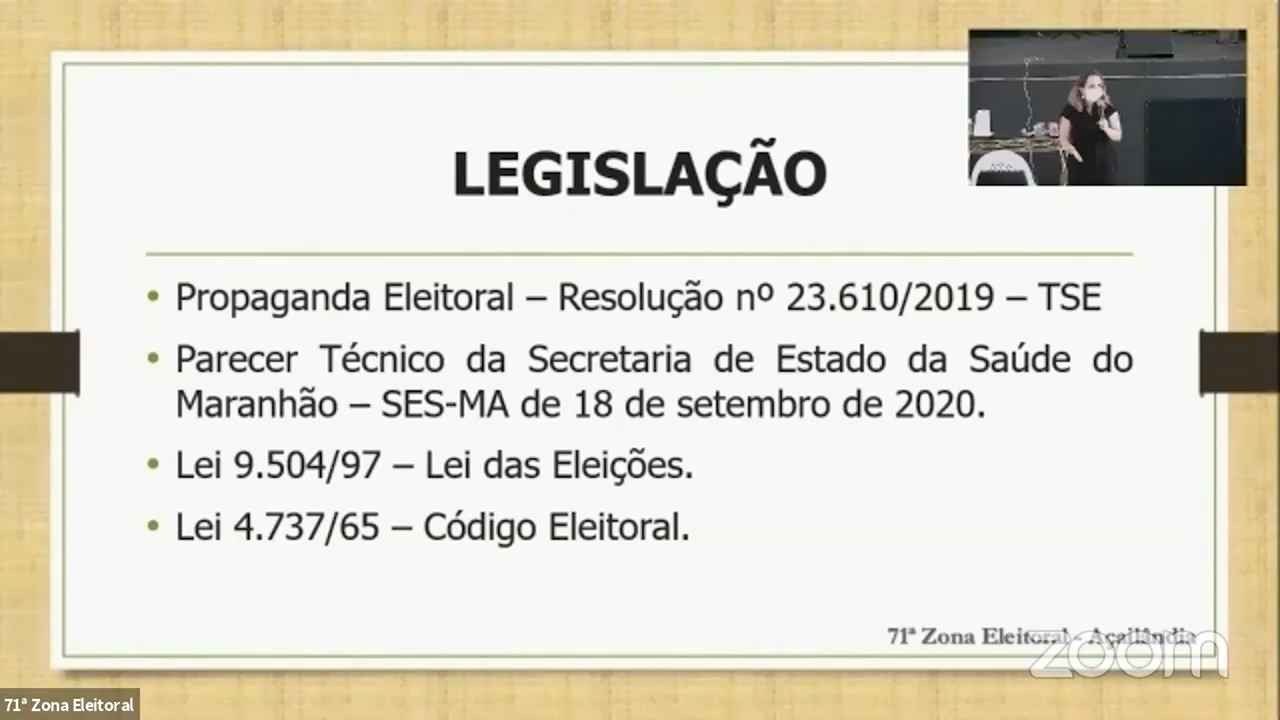 LEGISLAÇÃO
• Propaganda Eleitoral – Resolução nº 23.610/2019 – TSE
• Parecer Técnico da Secretaria de Estado da Saúde do
Maranhão – SES-MA de 18 de setembro de 2020.
• Lei 9.504/97 – Lei das Eleições.
• Lei 4.737/65 – Código Eleitoral.
71ª Zona Eleitoral - Açailândia
zoom
71ª Zona Eleitoral